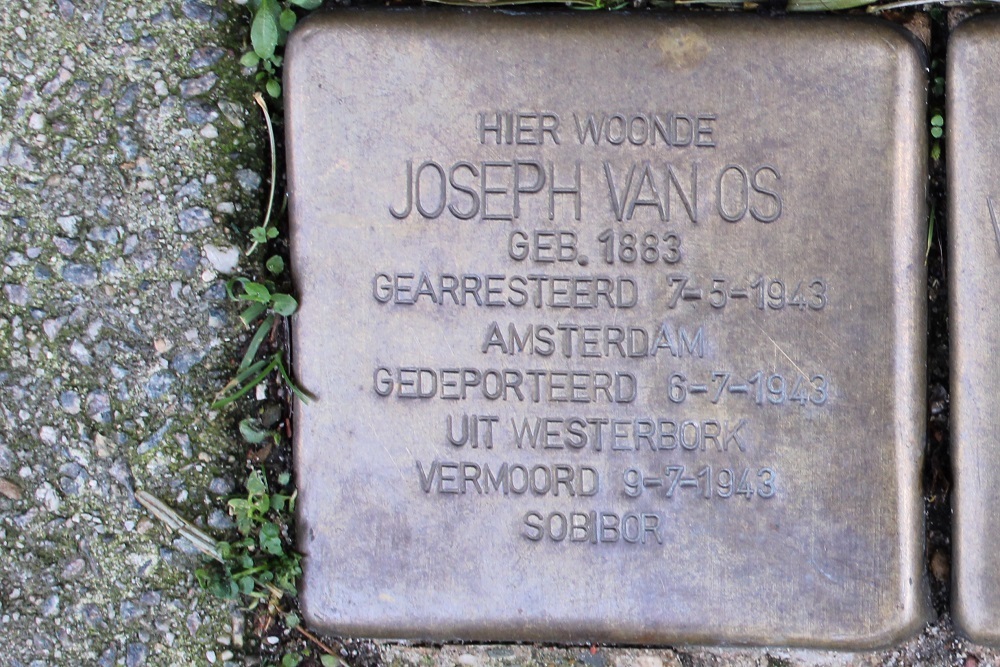 HIER WOONDE
JOSEPH VAN OS
GEB. 1883
GEARRESTEERD 7-5-1943
AMSTERDAM
GEDEPORTEERD 6-7-1943
UIT WESTERBORK
VERMOORD 9-7-1943
SOBIBOR